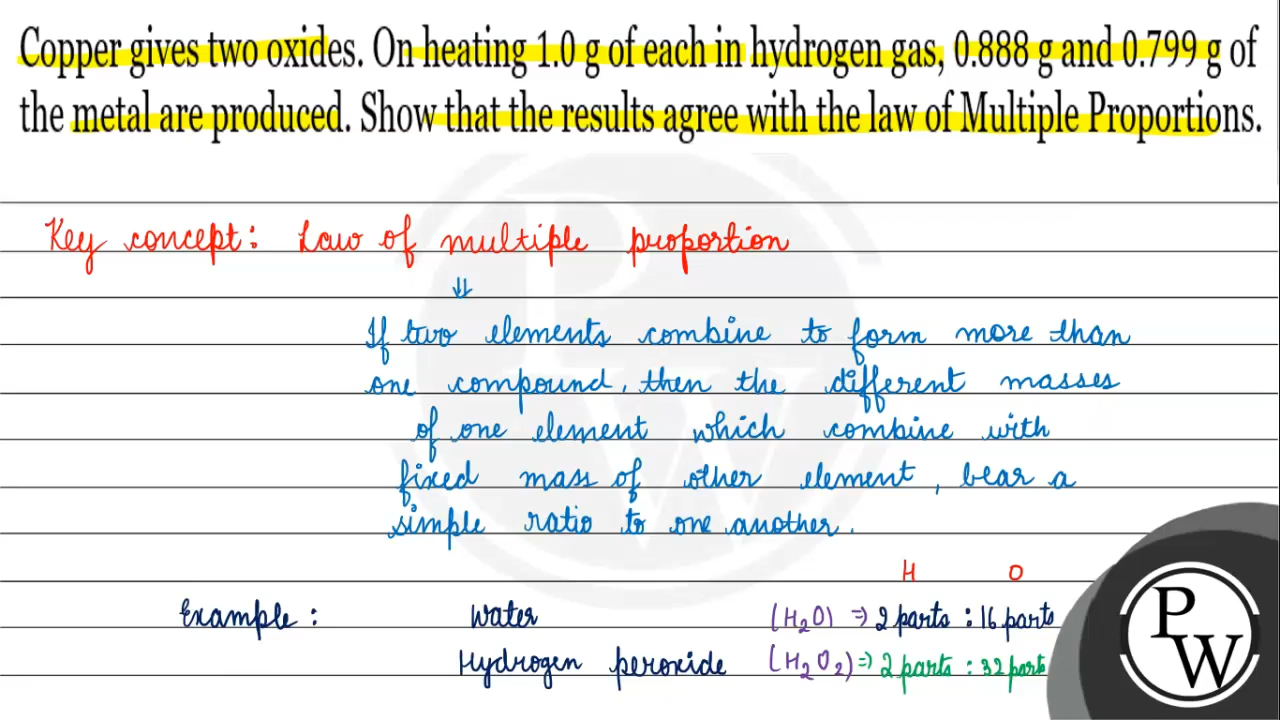 Copper gives two oxides. On heating 1.0 g of each in hydrogen gas, 0.888 g and 0.799 g of
the metal are produced. Show that the results agree with the law of Multiple Proportions.
Key concept: Law of multiple proportion
⇓
If two elements combine to form more than
one compound, then the different masses
of one element which combine with
fixed mass of other element, bear a
simple ratio to one another.
H O
Example: Water (H2O) ⇒ 2 parts : 16 parts
Hydrogen peroxide (H2O2) ⇒ 2 parts : 32 parts
P
W